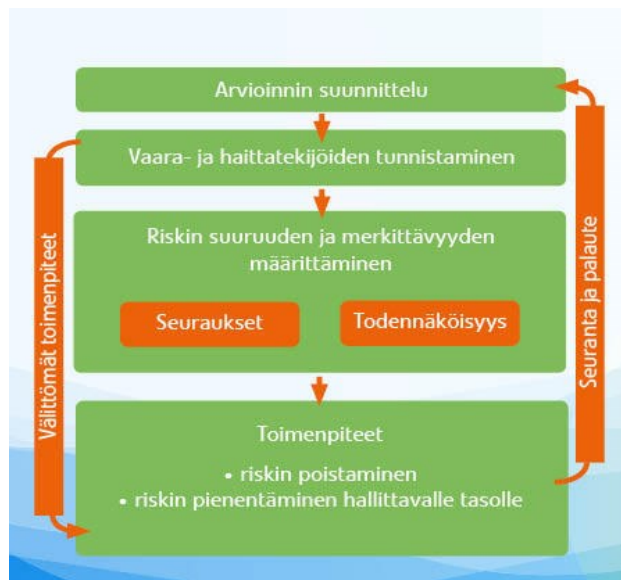 Arvioinnin suunnittelu
Vaara- ja haittatekijöiden tunnistaminen
Riskin suuruuden ja merkittävyyden
määrittäminen
Seuraukset
Todennäköisyys
Toimenpiteet
• riskin poistaminen
• riskin pienentäminen hallittavalle tasolle
Välittömät toimenpiteet
Seuranta ja palaute